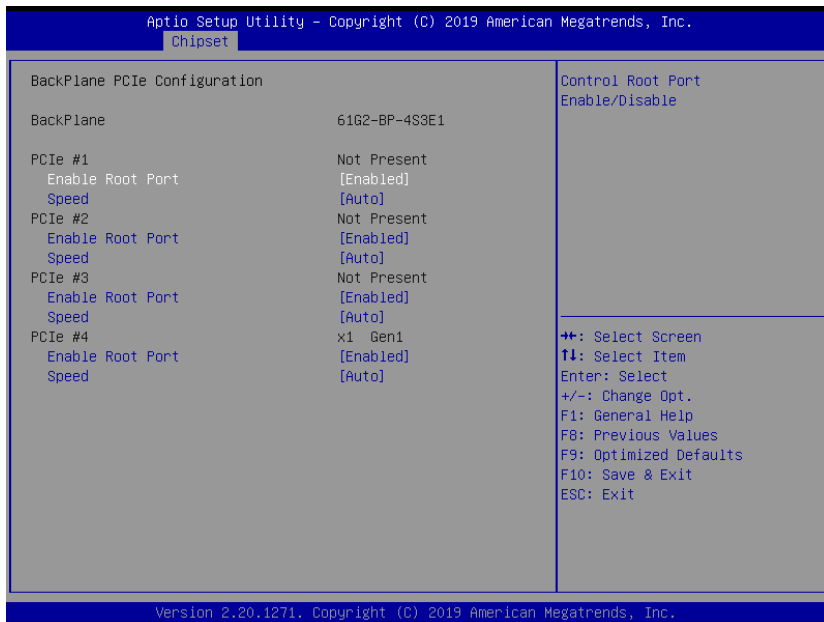 Aptio Setup Utility – Copyright (C) 2019 American Megatrends, Inc.
Chipset
BackPlane PCIe Configuration
BackPlane 61G2-BP-4S3E1
PCIe #1 Not Present
Enable Root Port [Enabled]
Speed [Auto]
PCIe #2 Not Present
Enable Root Port [Enabled]
Speed [Auto]
PCIe #3 Not Present
Enable Root Port [Enabled]
Speed [Auto]
PCIe #4 x1 Gen1
Enable Root Port [Enabled]
Speed [Auto]
Control Root Port
Enable/Disable
→←: Select Screen
↑↓: Select Item
Enter: Select
+/-: Change Opt.
F1: General Help
F8: Previous Values
F9: Optimized Defaults
F10: Save & Exit
ESC: Exit
Version 2.20.1271. Copyright (C) 2019 American Megatrends, Inc.